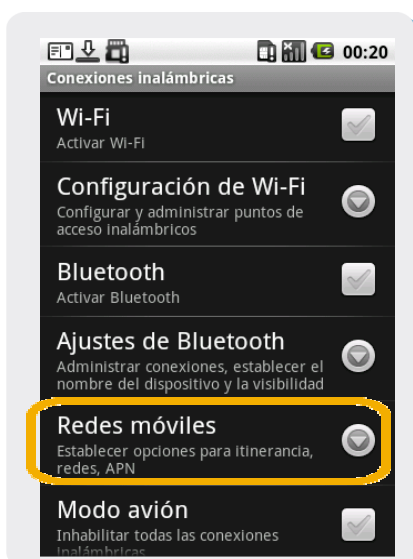 00:20
Conexiones inalámbricas
Wi-Fi
Activar Wi-Fi
Configuración de Wi-Fi
Configurar y administrar puntos de
acceso inalámbricos
Bluetooth
Activar Bluetooth
Ajustes de Bluetooth
Administrar conexiones, establecer el
nombre del dispositivo y la visibilidad
Redes móviles
Establecer opciones para itinerancia,
redes, APN
Modo avión
Inhabilitar todas las conexiones
inalámbricas